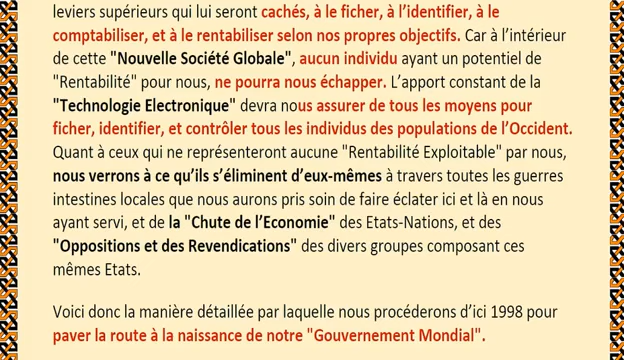 leviers supérieurs qui lui seront cachés, à le ficher, à l’identifier, à le
comptabiliser, et à le rentabiliser selon nos propres objectifs. Car à l’intérieur
de cette "Nouvelle Société Globale", aucun individu ayant un potentiel de
"Rentabilité" pour nous, ne pourra nous échapper. L’apport constant de la
"Technologie Electronique" devra nous assurer de tous les moyens pour
ficher, identifier, et contrôler tous les individus des populations de l’Occident.
Quant à ceux qui ne représenteront aucune "Rentabilité Exploitable" par nous,
nous verrons à ce qu’ils s’éliminent d’eux-mêmes à travers toutes les guerres
intestines locales que nous aurons pris soin de faire éclater ici et là en nous
ayant servi, et de la "Chute de l’Economie" des Etats-Nations, et des
"Oppositions et des Revendications" des divers groupes composant ces
mêmes Etats.
Voici donc la manière détaillée par laquelle nous procéderons d’ici 1998 pour
paver la route à la naissance de notre "Gouvernement Mondial".